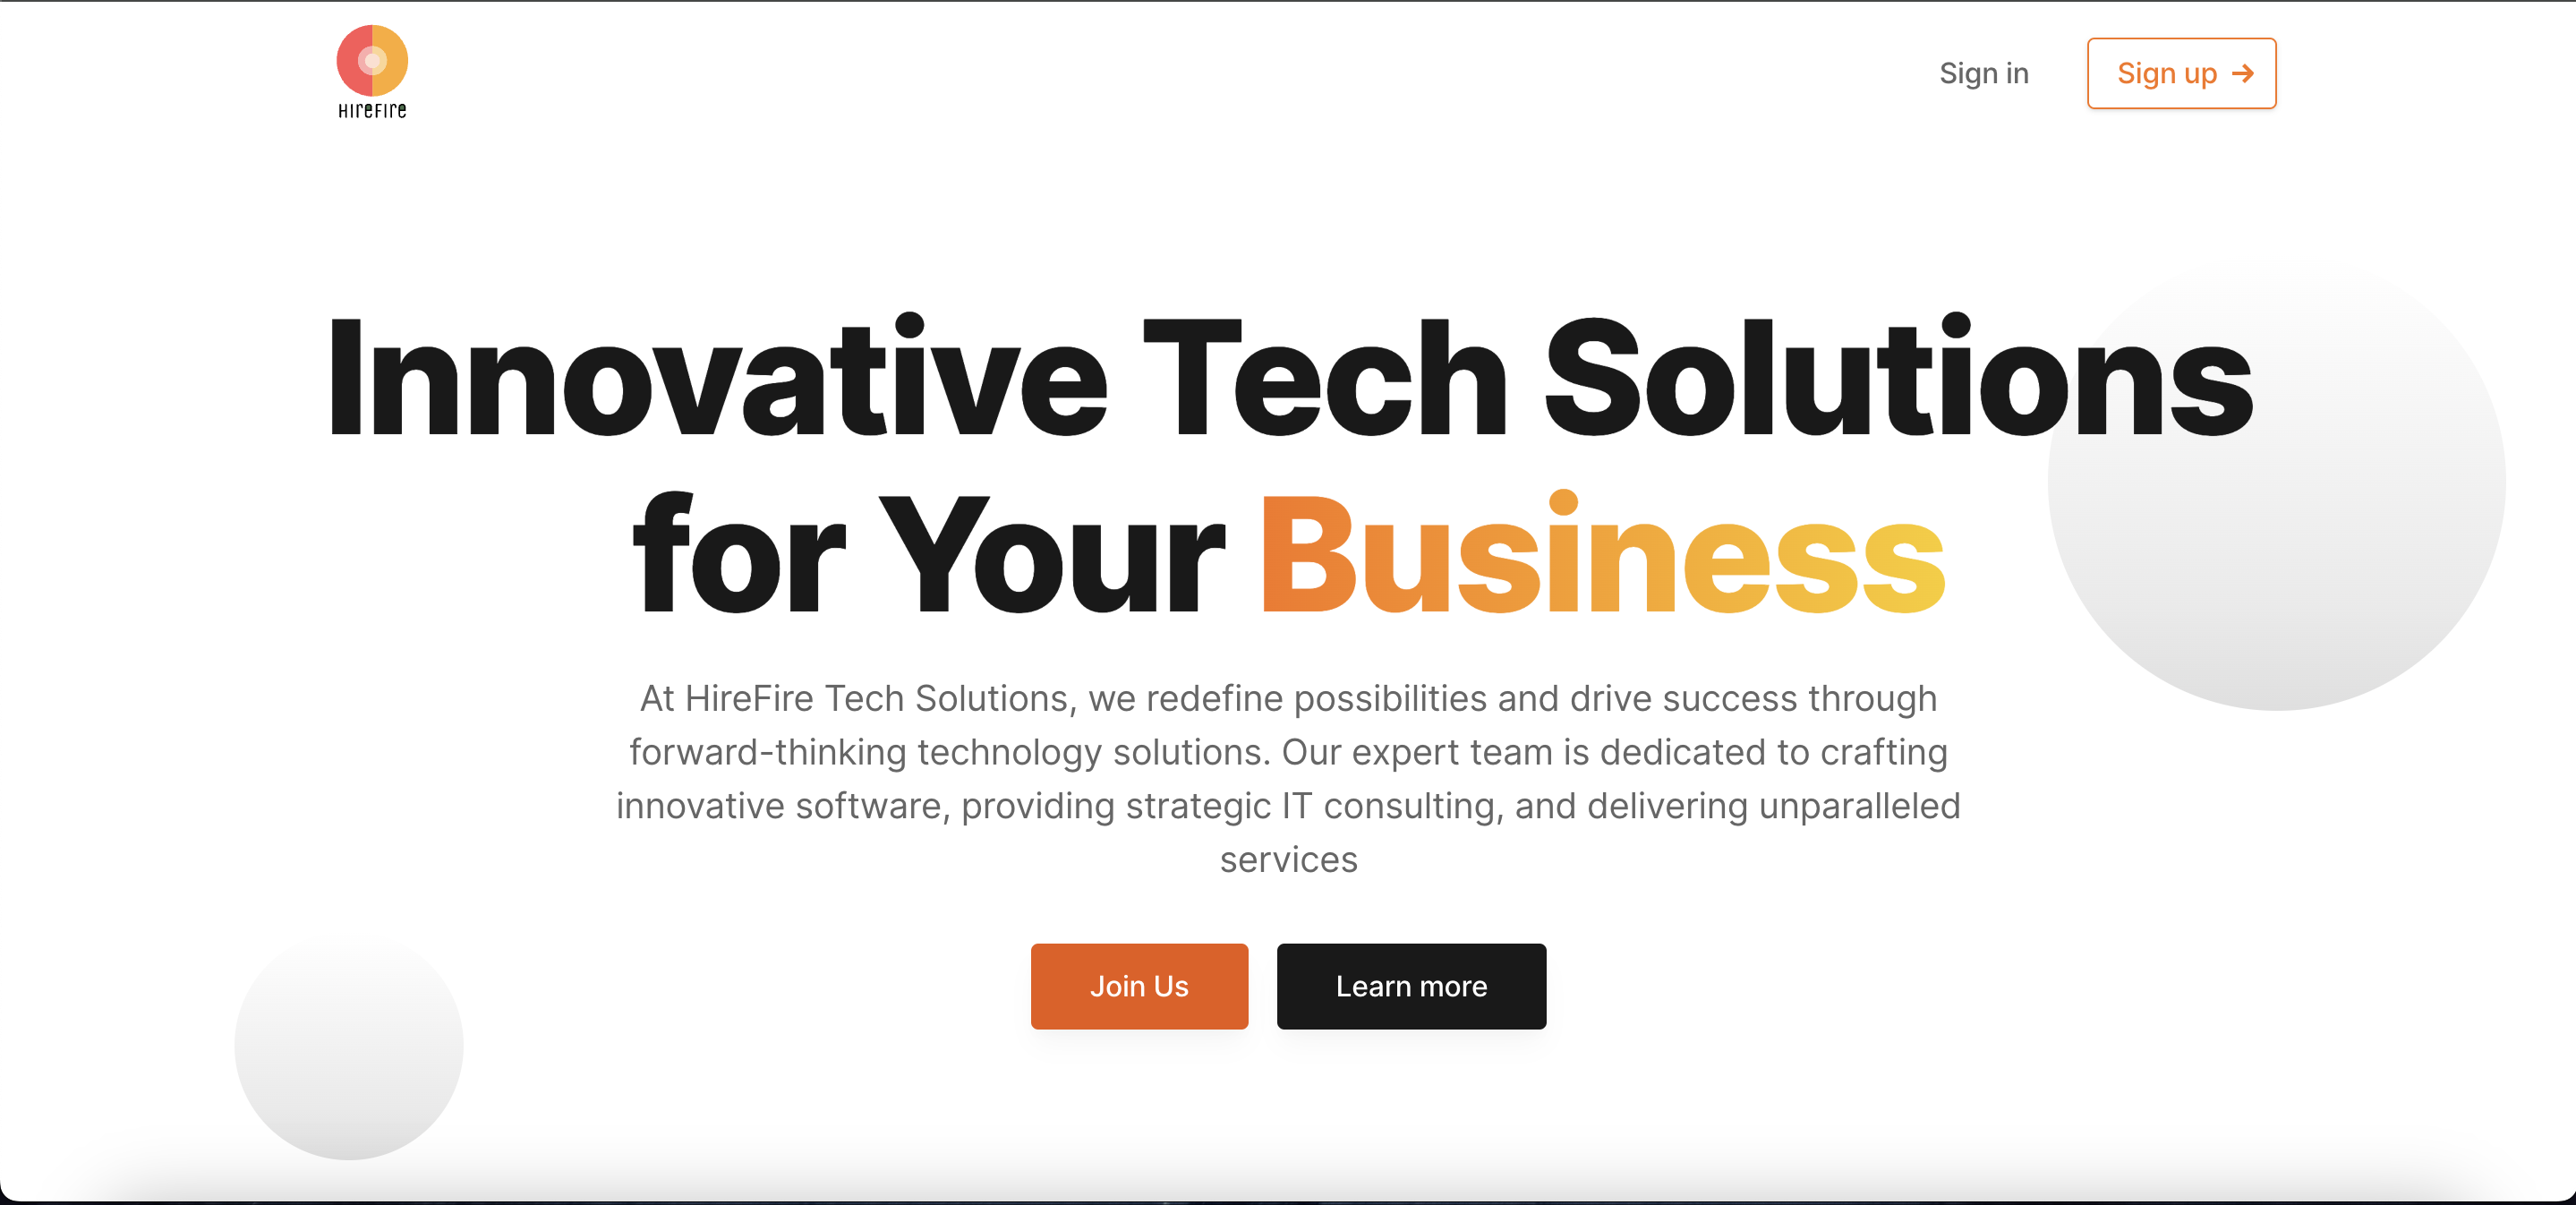 HIREFIRE
Sign in
Sign up →
Innovative Tech Solutions
for Your Business
At HireFire Tech Solutions, we redefine possibilities and drive success through
forward-thinking technology solutions. Our expert team is dedicated to crafting
innovative software, providing strategic IT consulting, and delivering unparalleled
services
Join Us
Learn more